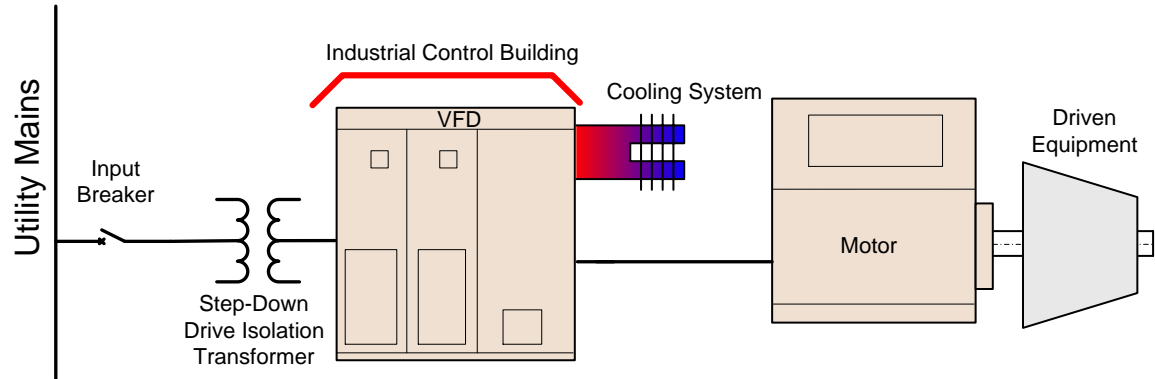 Utility Mains
Input
Breaker
Step-Down
Drive Isolation
Transformer
Industrial Control Building
VFD
Cooling System
Motor
Driven
Equipment